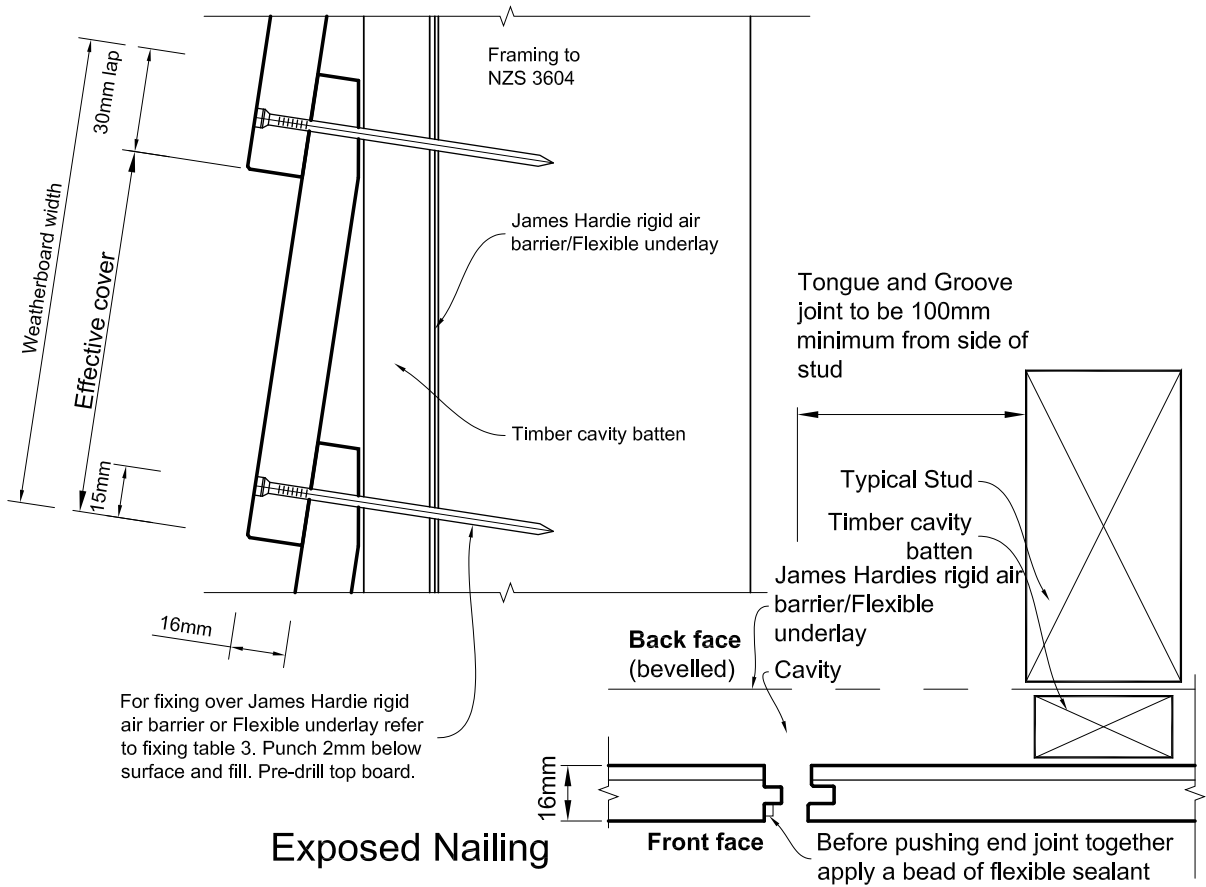 Framing to
NZS 3604
30mm lap
Weatherboard width
Effective cover
15mm
16mm
James Hardie rigid air
barrier/Flexible underlay
Timber cavity batten
For fixing over James Hardie rigid
air barrier or Flexible underlay refer
to fixing table 3. Punch 2mm below
surface and fill. Pre-drill top board.
Tongue and Groove
joint to be 100mm
minimum from side of
stud
Typical Stud
Timber cavity
batten
James Hardies rigid air
barrier/Flexible
underlay
Back face
(bevelled)
Cavity
16mm
Front face
Before pushing end joint together
apply a bead of flexible sealant
Exposed Nailing